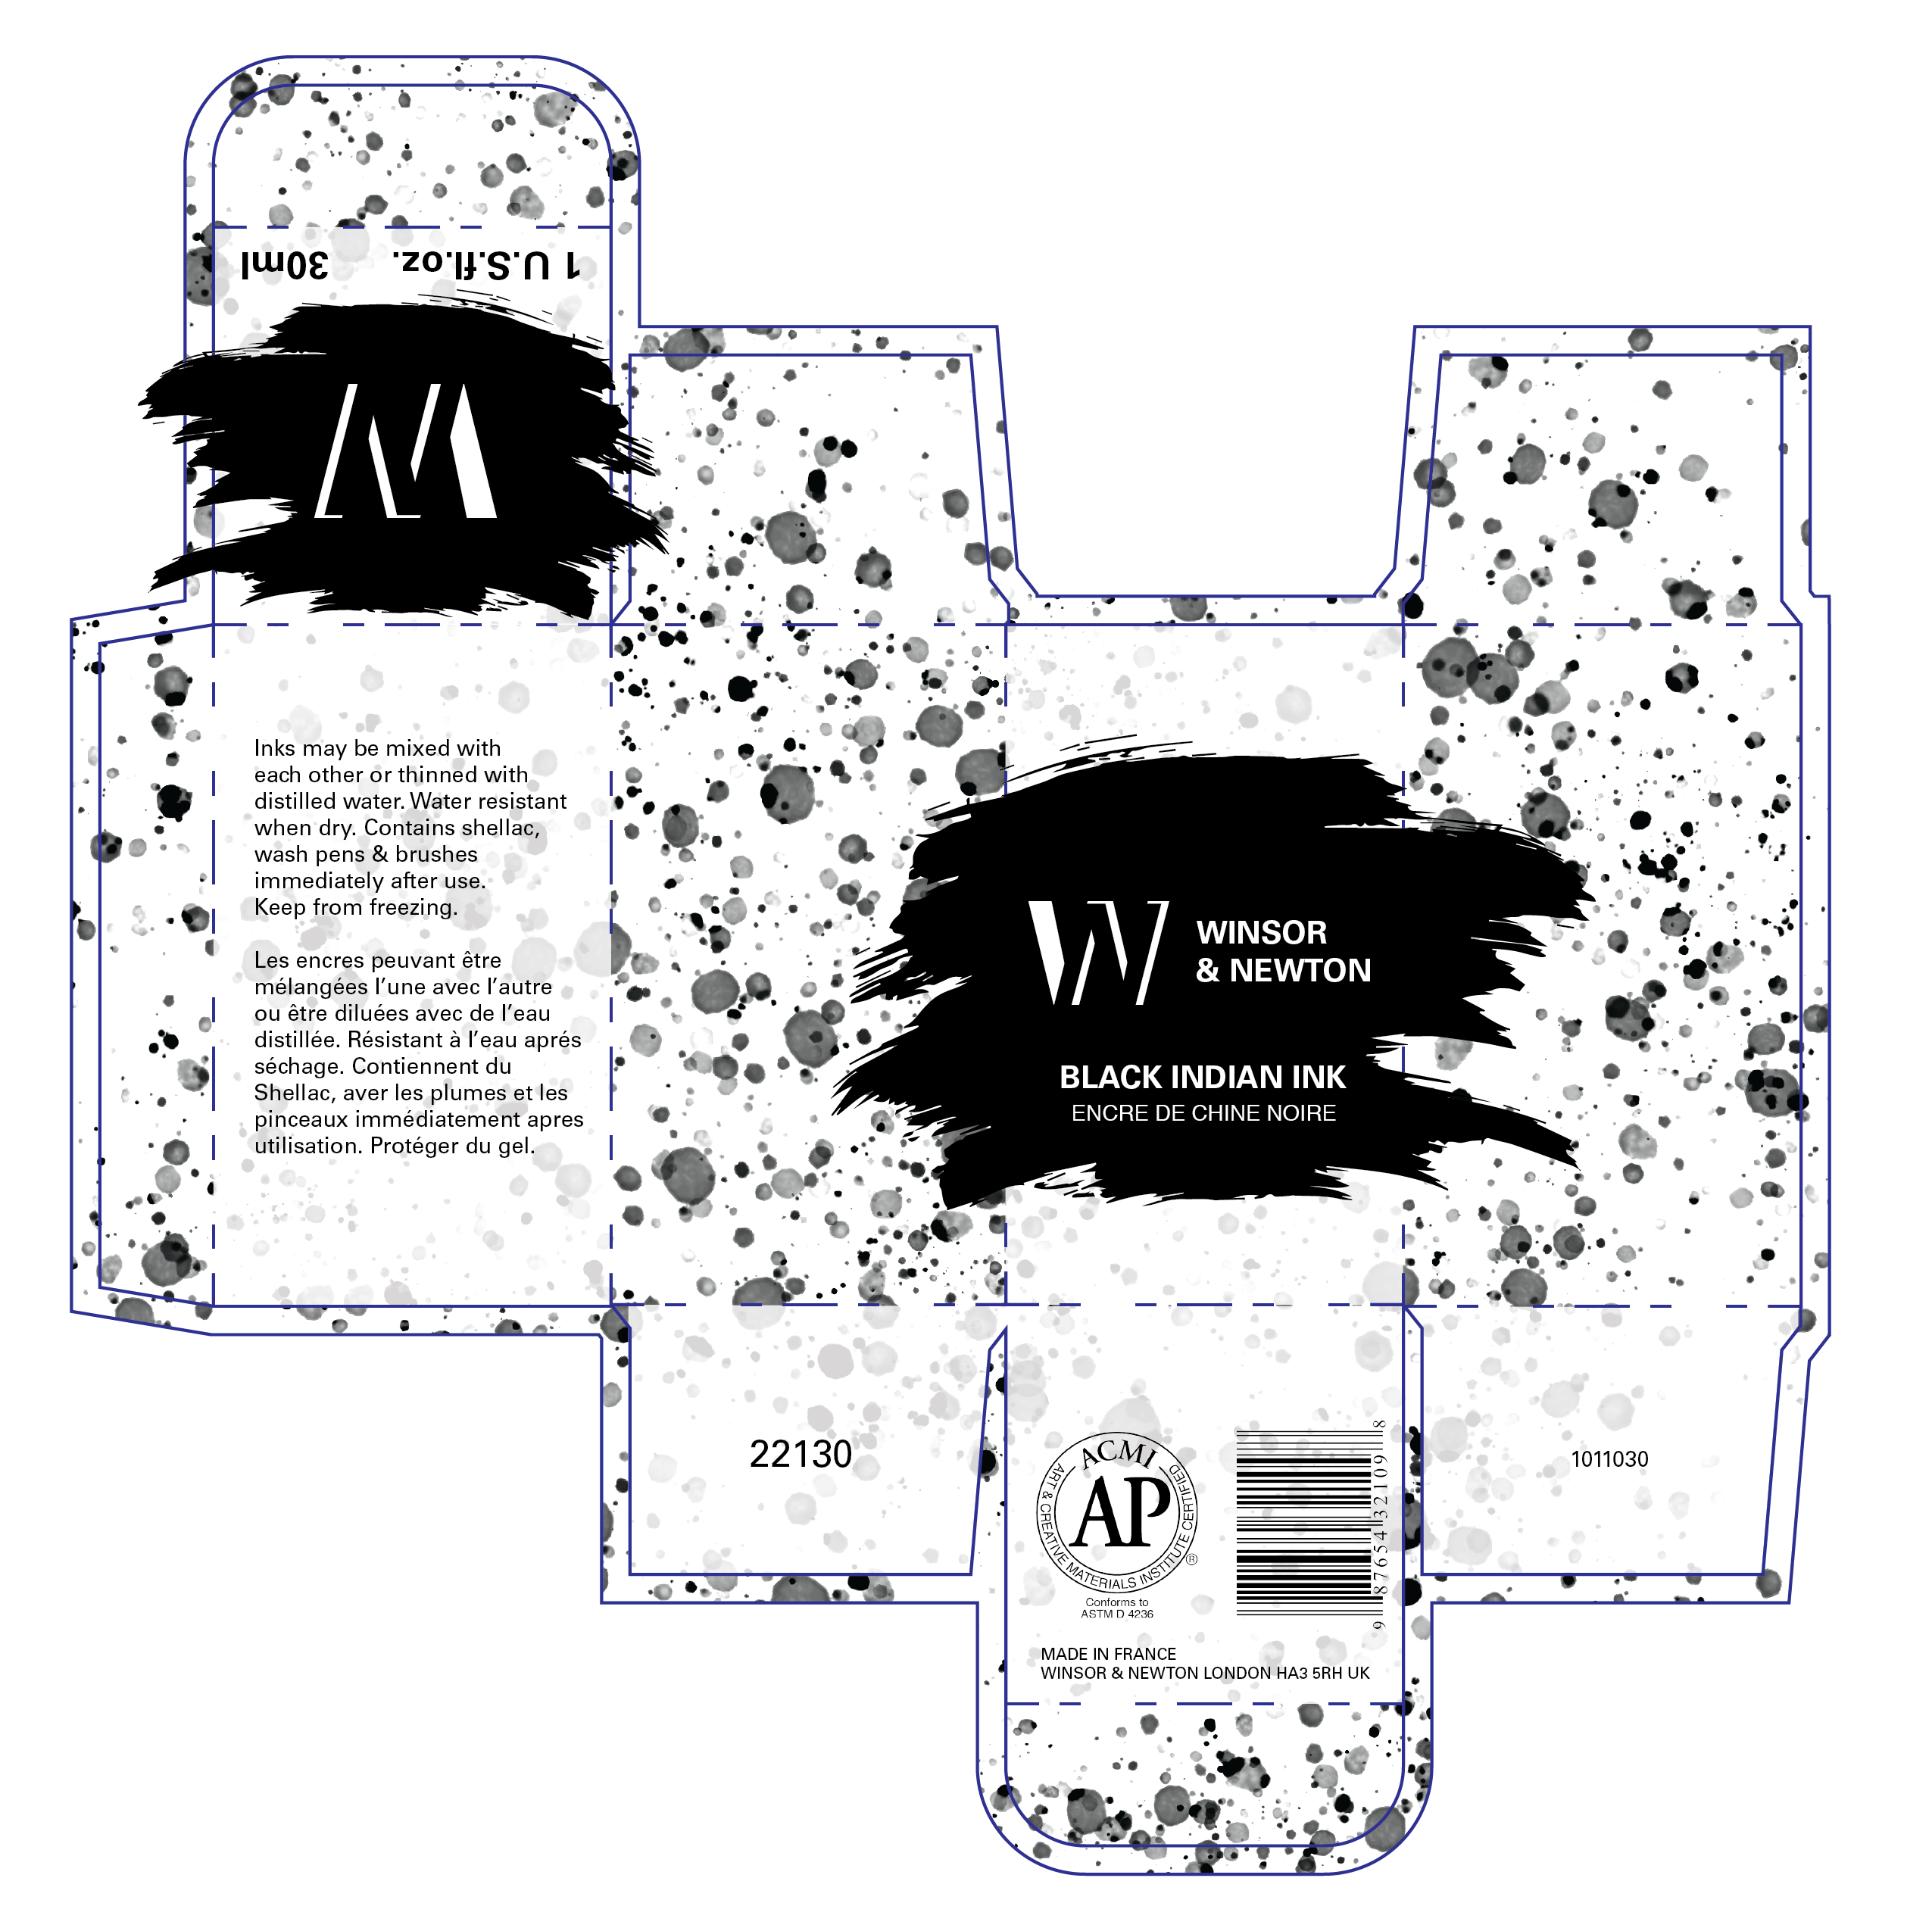 1 U.S.fl.oz. 30ml
W
Inks may be mixed with
each other or thinned with
distilled water. Water resistant
when dry. Contains shellac,
wash pens & brushes
immediately after use.
Keep from freezing.
Les encres peuvant être
mélangées l’une avec l’autre
ou être diluées avec de l’eau
distillée. Résistant à l’eau aprés
séchage. Contiennent du
Shellac, aver les plumes et les
pinceaux immédiatement apres
utilisation. Protéger du gel.
W
WINSOR
& NEWTON
BLACK INDIAN INK
ENCRE DE CHINE NOIRE
22130
ACMI
AP
ART & CREATIVE MATERIALS INSTITUTE CERTIFIED
®
Conforms to
ASTM D 4236
9 87654 32109 8
MADE IN FRANCE
WINSOR & NEWTON LONDON HA3 5RH UK
1011030